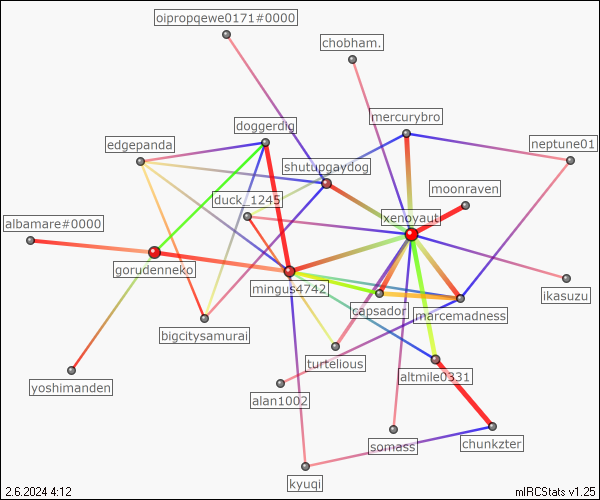 oipropqewe0171#0000
chobham.
mercurybro
doggerdig
edgepanda
neptune01
shutupgaydog
moonraven
duck_1245
xenoyaut
albamare#0000
gorudenneko
mingus4742
ikasuzu
capsador
marcemadness
bigcitysamurai
turtelious
altmile0331
yoshimanden
alan1002
somass
chunkzter
kyuqi
2.6.2024 4:12
mIRCStats v1.25